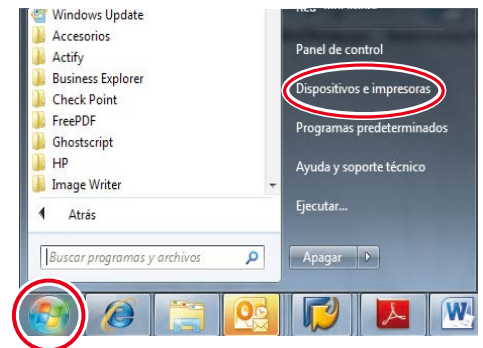 Windows Update
Accesorios
Actify
Business Explorer
Check Point
FreePDF
Ghostscript
HP
Image Writer
Atrás
Buscar programas y archivos
Panel de control
Dispositivos e impresoras
Programas predeterminados
Ayuda y soporte técnico
Ejecutar...
Apagar